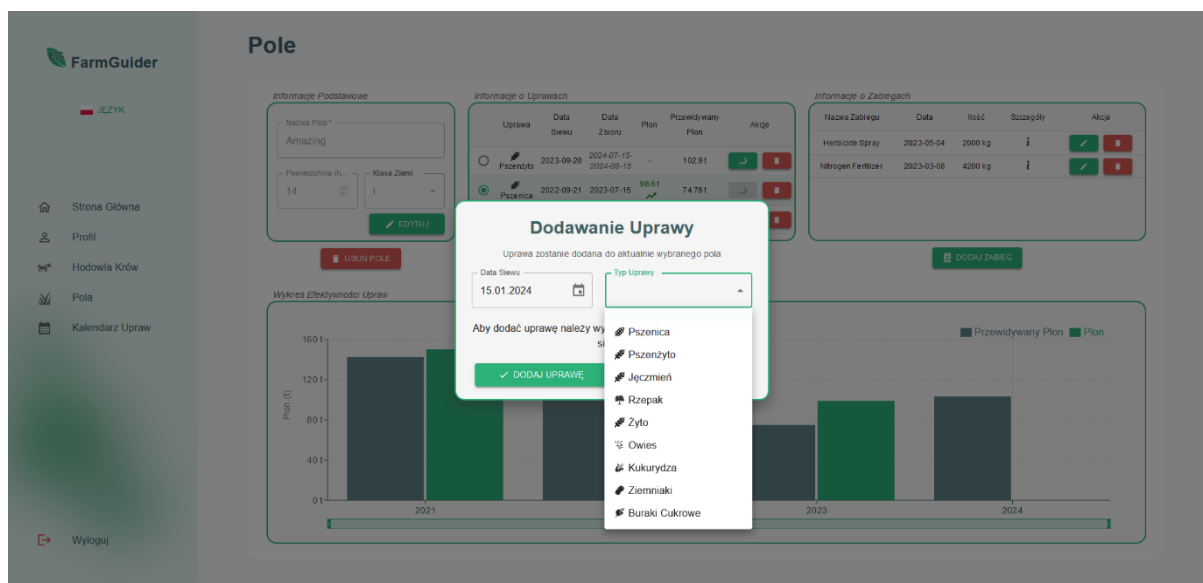 FarmGuider
JĘZYK
Strona Główna
Profil
Hodowla Krów
Pola
Kalendarz Upraw
Wyloguj
Pole
Informacje Podstawowe
Nazwa Pola *
Amazing
Powierzchnia (h...
Klasa Ziemi
14
I
EDYTUJ
USUŃ POLE
Informacje o Uprawach
Uprawa Data Siewu Data Zbioru Plon Przewidywany Plon Akcje
Pszenżyto 2023-09-20 2024-07-15- 2024-08-15 - 102.9 t
Pszenica 2022-09-21 2023-07-15 98.6 t 74.76 t
Informacje o Zabiegach
Nazwa Zabiegu Data Ilość Szczegóły Akcje
Herbicide Spray 2023-05-04 2000 kg i
Nitrogen Fertilizer 2023-03-08 4200 kg i
DODAJ ZABIEG
Dodawanie Uprawy
Uprawa zostanie dodana do aktualnie wybranego pola
Data Siewu
15.01.2024
Typ Uprawy
Aby dodać uprawę należy
DODAJ UPRAWĘ
Pszenica
Pszenżyto
Jęczmień
Rzepak
Żyto
Owies
Kukurydza
Ziemniaki
Buraki Cukrowe
Wykres Efektywności Upraw
Przewidywany Plon Plon
Plon (t)
160 t
120 t
80 t
40 t
0 t
2021
2023
2024